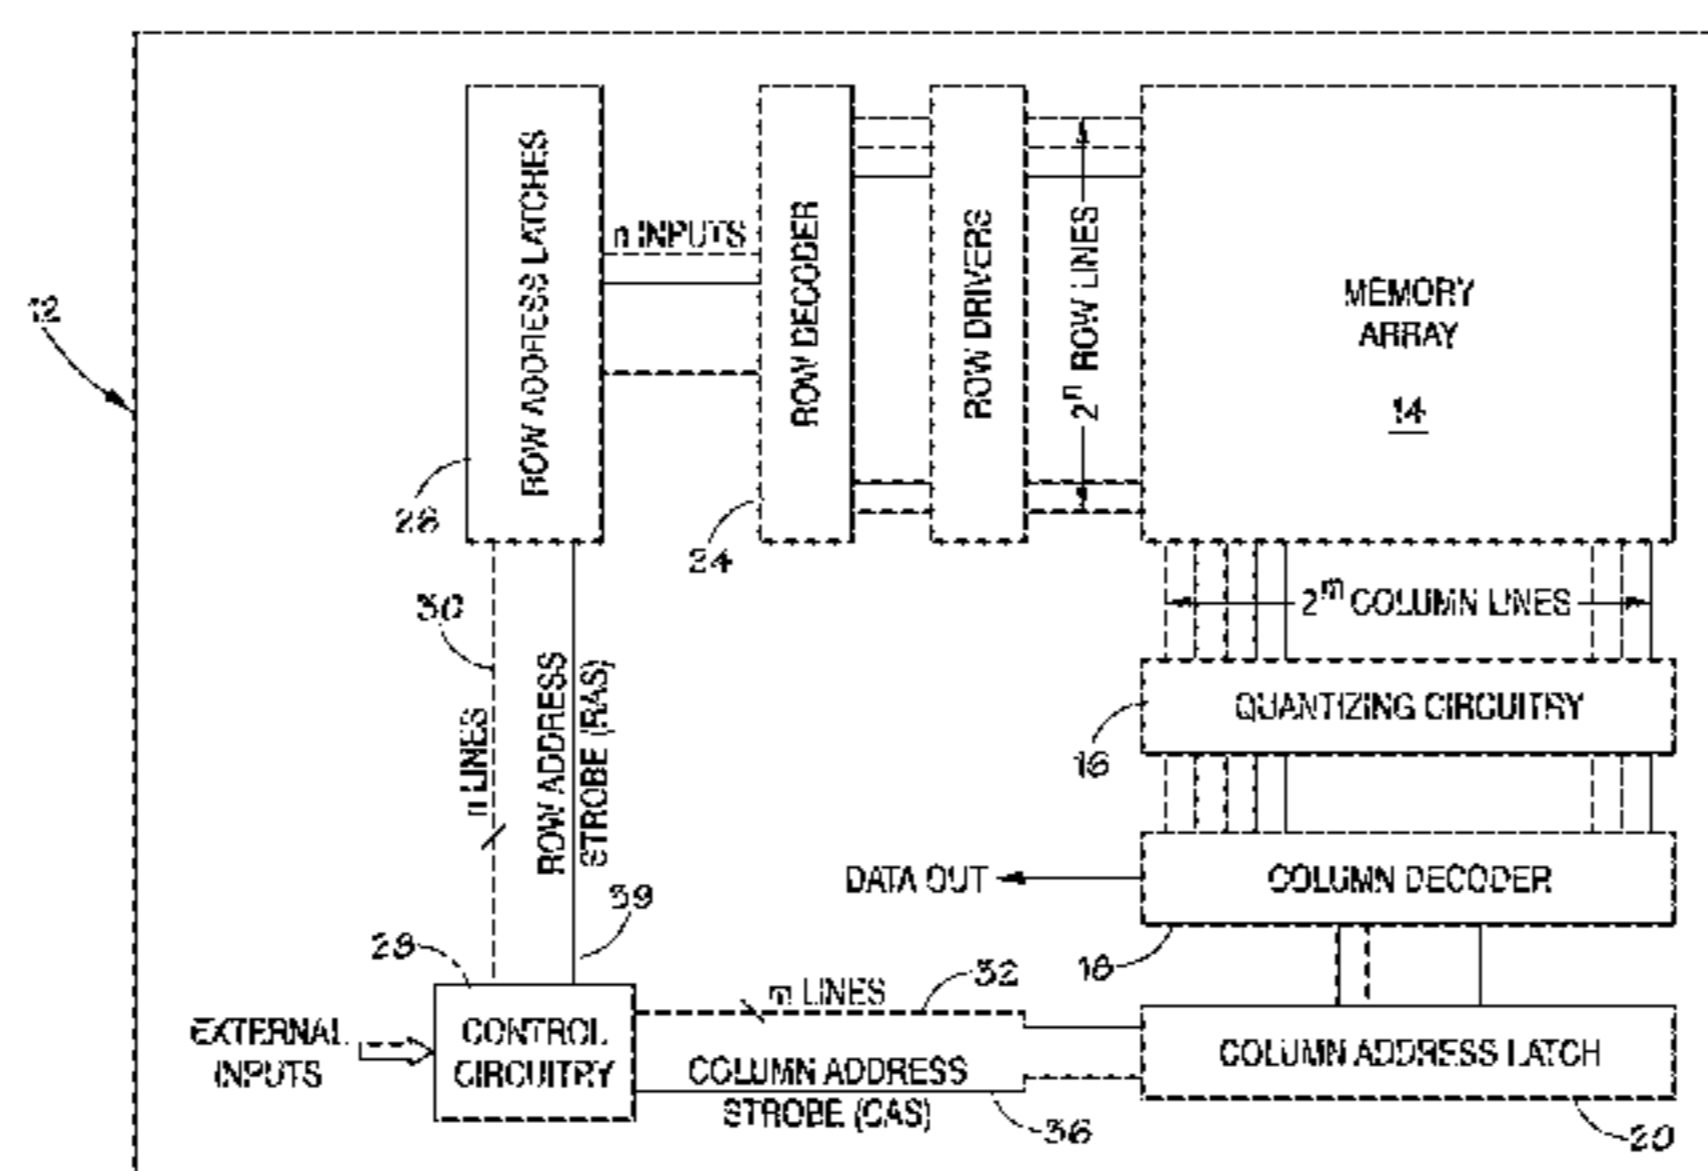 12
ROW ADDRESS LATCHES
n INPUTS
ROW DECODER
ROW DRIVERS
2n ROW LINES
MEMORY
ARRAY
14
26
24
30
n LINES
ROW ADDRESS
STROBE (RAS)
2m COLUMN LINES
QUANTIZING CIRCUITRY
16
DATA OUT
COLUMN DECODER
39
28
18
m LINES
32
EXTERNAL
INPUTS
CONTROL
CIRCUITRY
COLUMN ADDRESS
STROBE (CAS)
36
COLUMN ADDRESS LATCH
20